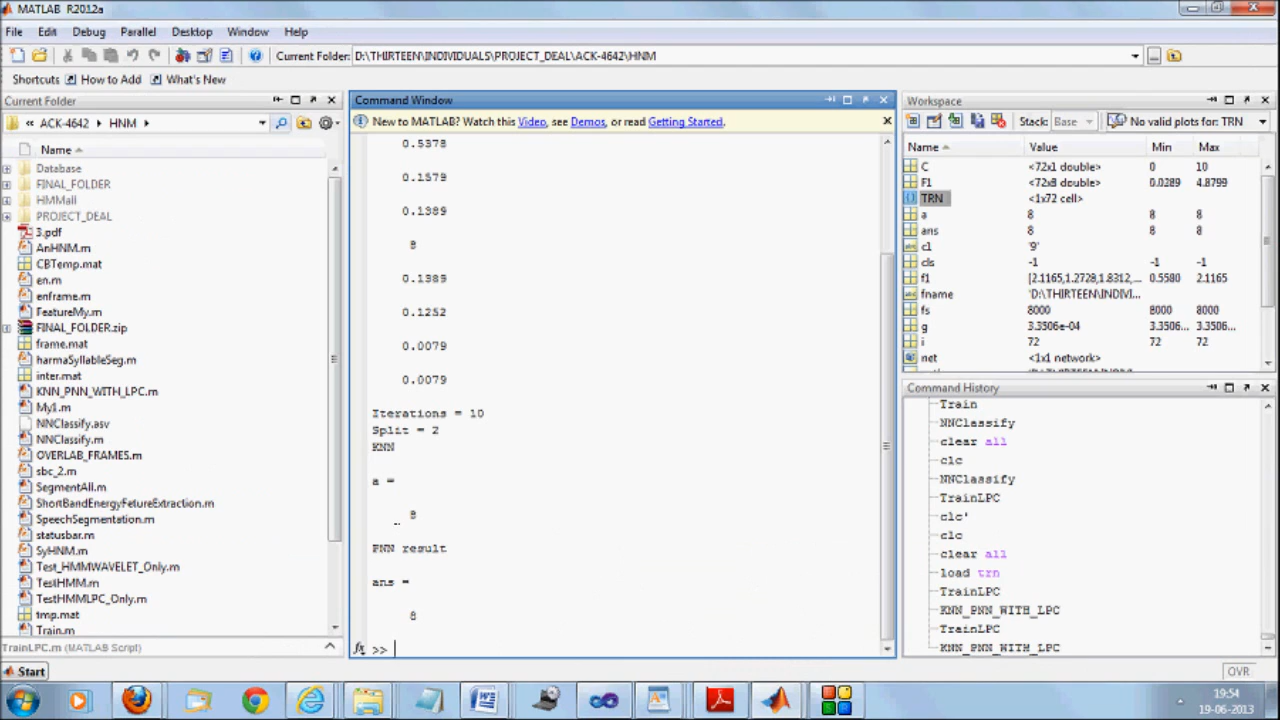 MATLAB R2012a
File Edit Debug Parallel Desktop Window Help
Current Folder: D:\THIRTEEN\INDIVIDUALS\PROJECT_DEAL\ACK-4642\HNM
Shortcuts How to Add What's New
Current Folder
« ACK-4642 HNM
Name
Database
FINAL_FOLDER
HMMall
PROJECT_DEAL
3.pdf
AnHNM.m
CBTemp.mat
en.m
enframe.m
FeatureMy.m
FINAL_FOLDER.zip
frame.mat
harmaSyllableSeg.m
inter.mat
KNN_PNN_WITH_LPC.m
My1.m
NNClassify.asv
NNClassify.m
OVERLAB_FRAMES.m
sbc_2.m
SegmentAll.m
ShortBandEnergyFetureExtraction.m
SpeechSegmentation.m
statusbar.m
SyHNM.m
Test_HMMWAVELET_Only.m
TestHMM.m
TestHMMLPC_Only.m
tmp.mat
Train.m
TrainLPC.m (MATLAB Script)
Command Window
New to MATLAB? Watch this Video, see Demos, or read Getting Started.
0.5378
0.1579
0.1389
8
0.1389
0.1252
0.0079
0.0079
Iterations = 10
Split = 2
KNN
a =
8
PNN result
ans =
8
fx >>
Workspace
Stack: Base No valid plots for: TRN
Name Value Min Max
C <72x1 double> 0 10
F1 <72x8 double> 0.0289 4.8799
TRN <1x72 cell>
a 8 8 8
ans 8 8 8
cl '9'
cls -1 -1 -1
f1 [2.1165,1.2728,1.8312,... 0.5580 2.1165
fname 'D:\THIRTEEN\INDIVI...
fs 8000 8000 8000
g 3.3506e-04 3.3506... 3.3506...
i 72 72 72
net <1x1 network>
Command History
Train
NNClassify
clear all
clc
NNClassify
TrainLPC
clc'
clc
clear all
load trn
TrainLPC
KNN_PNN_WITH_LPC
TrainLPC
KNN_PNN_WITH_LPC
Start
OVR
19:54
19-06-2013